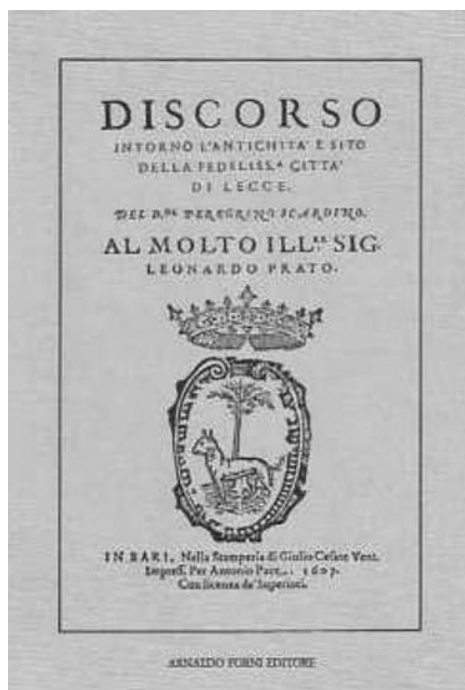 DISCORSO
INTORNO L'ANTICHITA' E SITO
DELLA FEDELISS.ᵃ CITTA'
DI LECCE.
DEL D.ᴼᴿ PEREGRINO SCARDINO.
AL MOLTO ILL.ʳᵉ SIG.
LEONARDO PRATO.
IN BARI, Nella Stamperia di Giulio Cesare Vent.
Impress. Per Antonio Pace. 1607.
Con licenza de' Superiori.
ARNALDO FORNI EDITORE